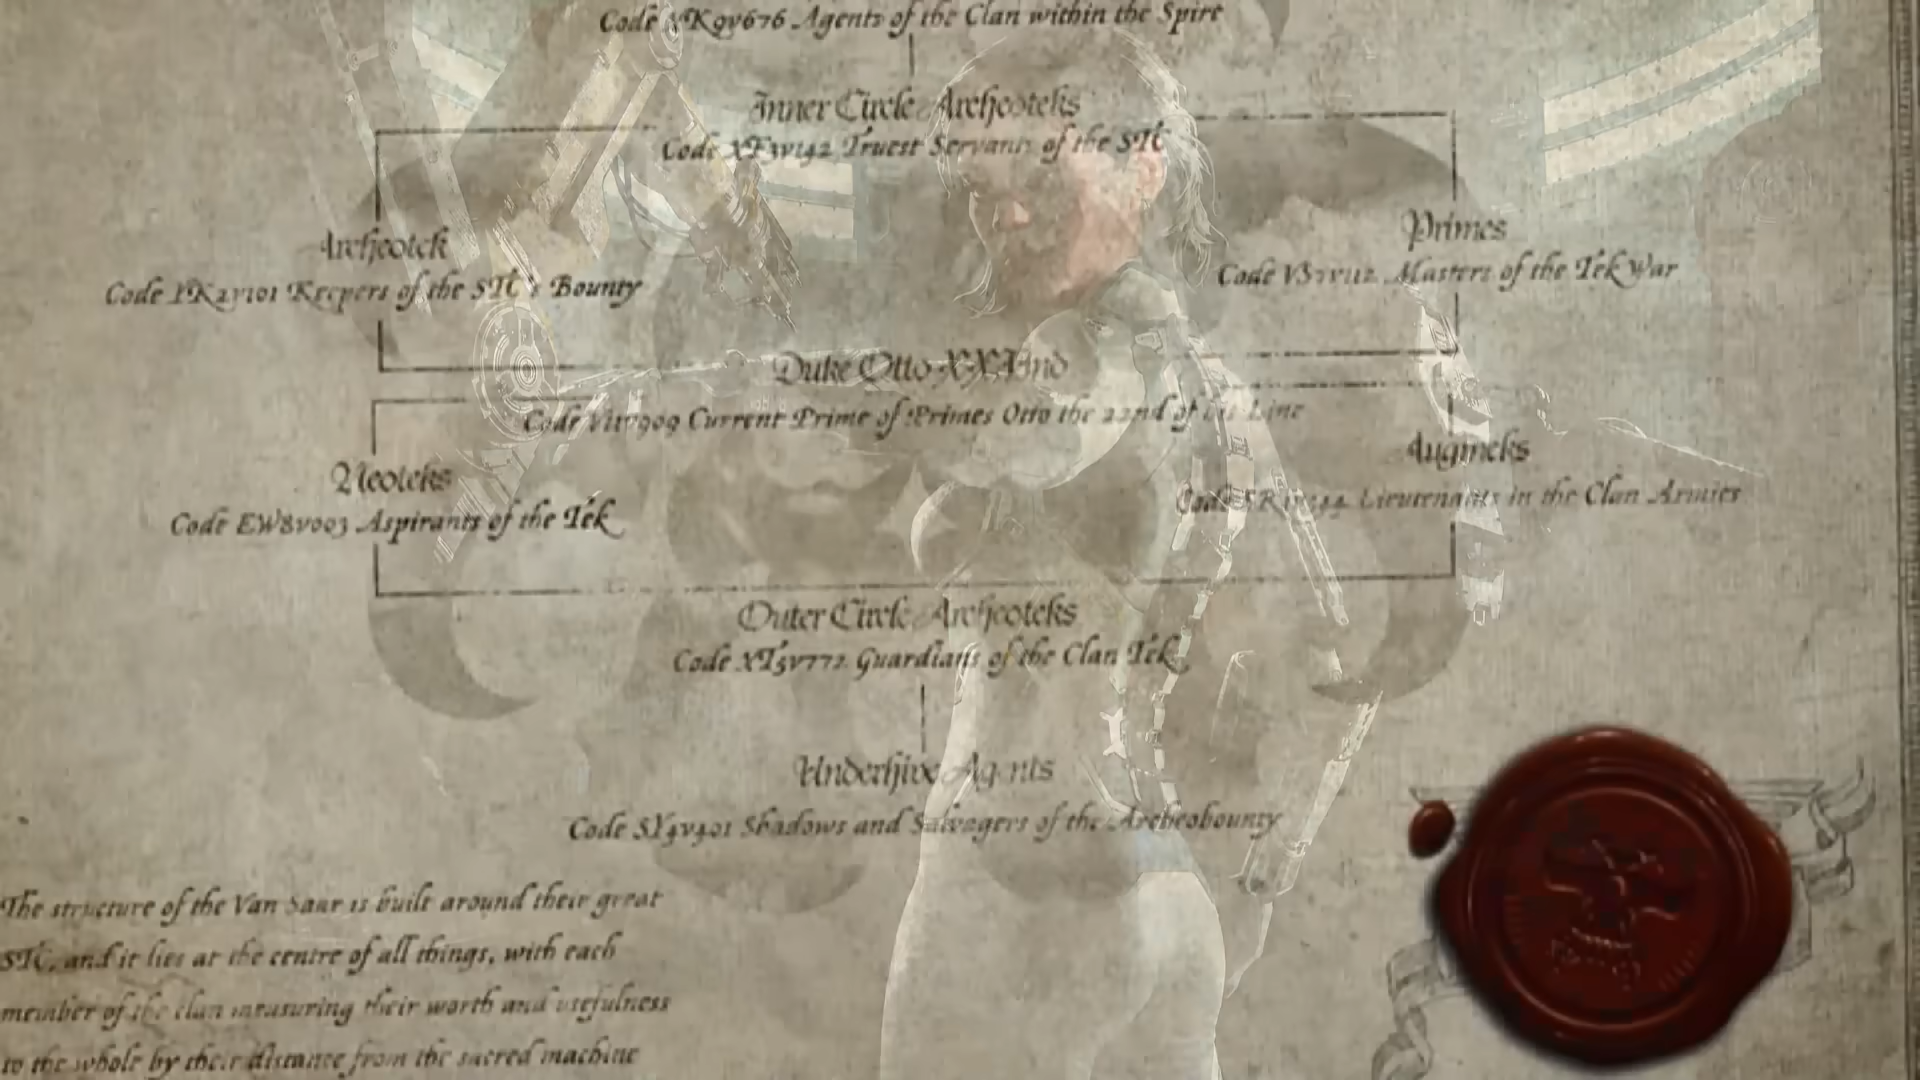 Agents of the Clan within the Spire
Inner Circle Archeoteks
Code Truest Servants of the STC
Archeotek
Primes
Code Keepers of the STC's Bounty
Code Masters of the Tek War
Duke Otto
Code Current Prime of Primes Otto the 22nd of his Line
Neoteks
Augmeks
Code EW8v003 Aspirants of the Tek
Code Lieutenants in the Clan Armies
Outer Circle Archeoteks
Code XT5v772 Guardians of the Clan Tek
Underhive Agents
Code SY4v401 Shadows and Salvagers of the Archeobounty
The structure of the Van Saar is built around their great
STC, and it lies at the centre of all things, with each
member of the clan measuring their worth and usefulness
to the whole by their distance from the sacred machine